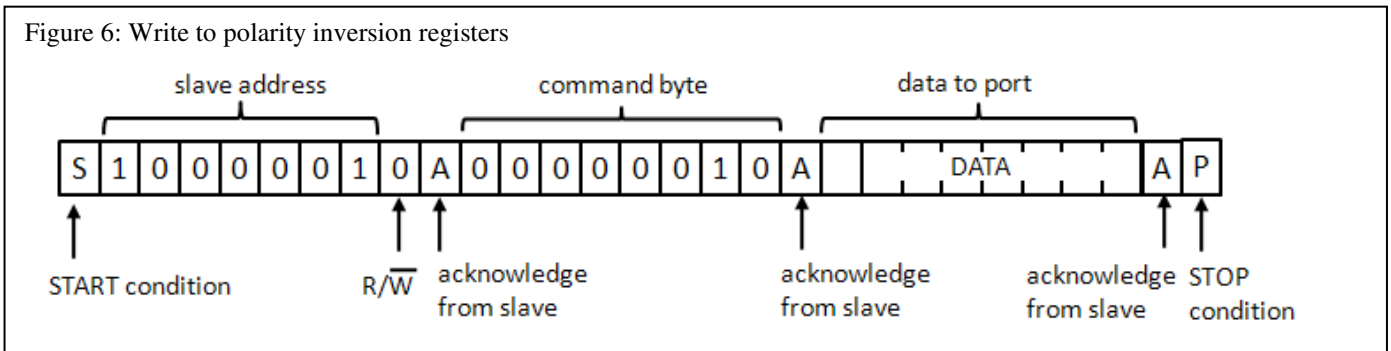 Figure 6: Write to polarity inversion registers
slave address command byte data to port
S 1 0 0 0 0 0 1 0 A 0 0 0 0 0 0 1 0 A DATA A P
START condition R/W̅ acknowledge from slave acknowledge from slave acknowledge from slave STOP condition